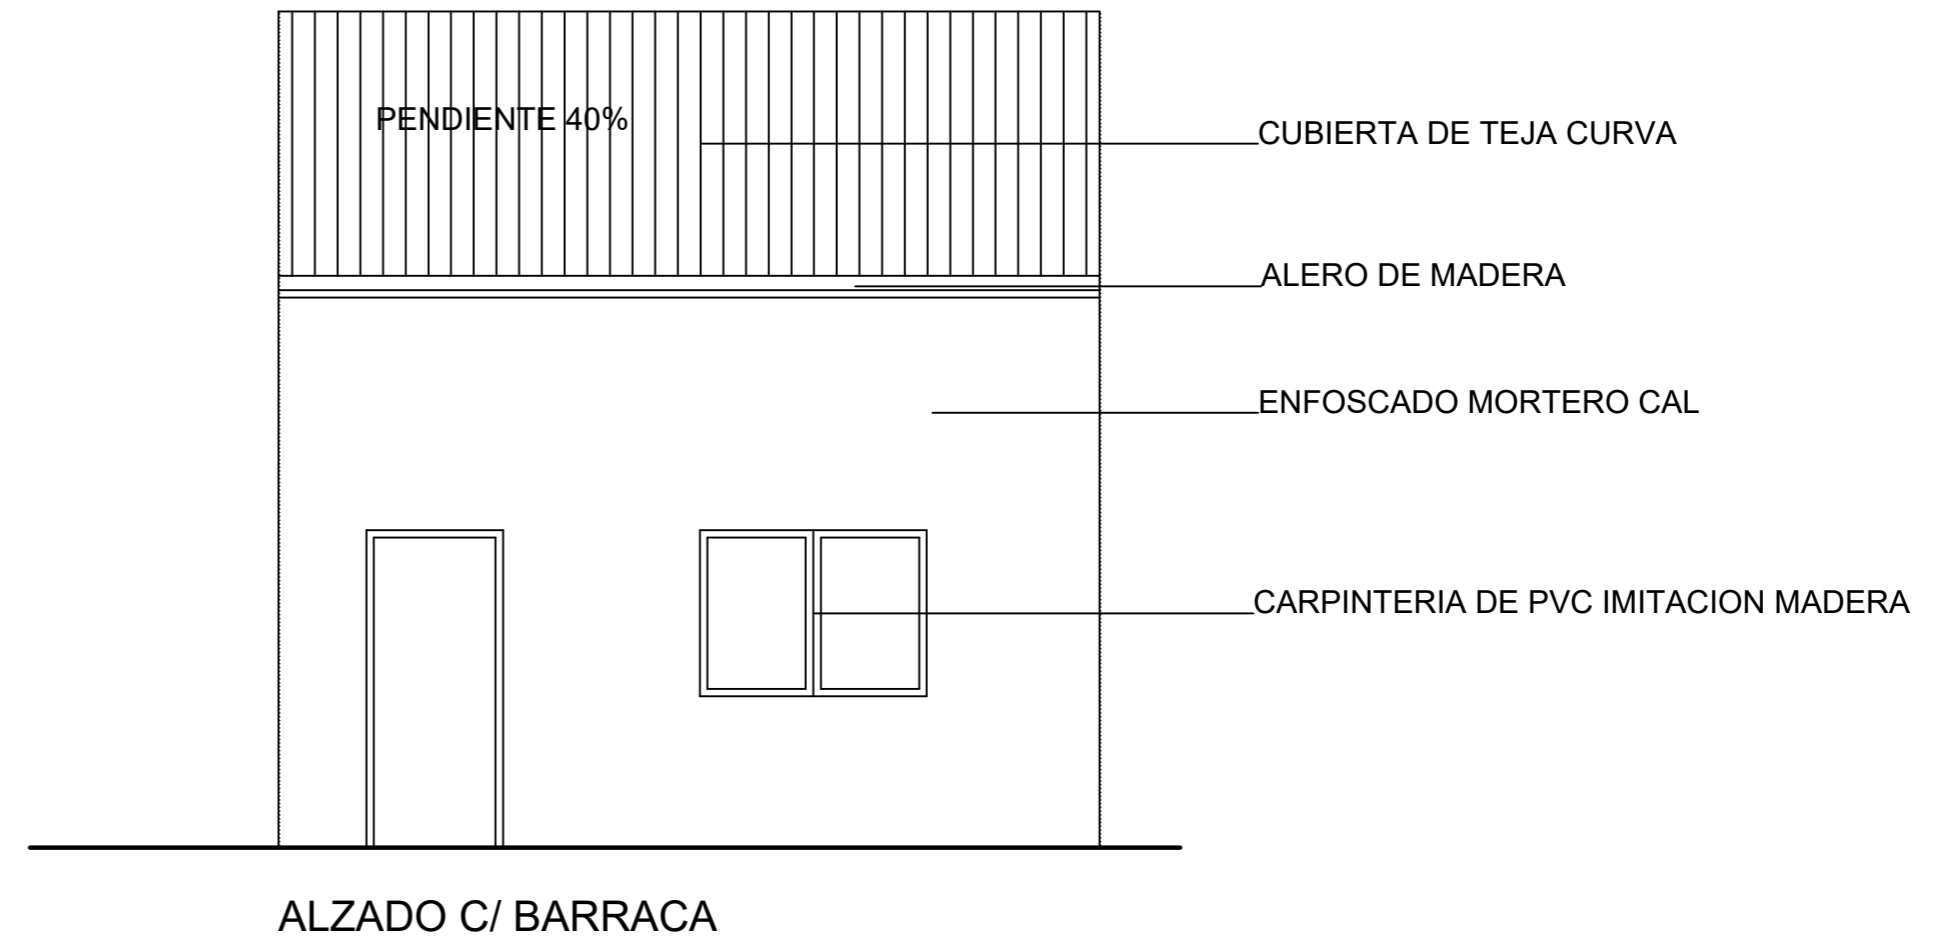 PENDIENTE 40%
CUBIERTA DE TEJA CURVA
ALERO DE MADERA
ENFOSCADO MORTERO CAL
CARPINTERIA DE PVC IMITACION MADERA
ALZADO C/ BARRACA